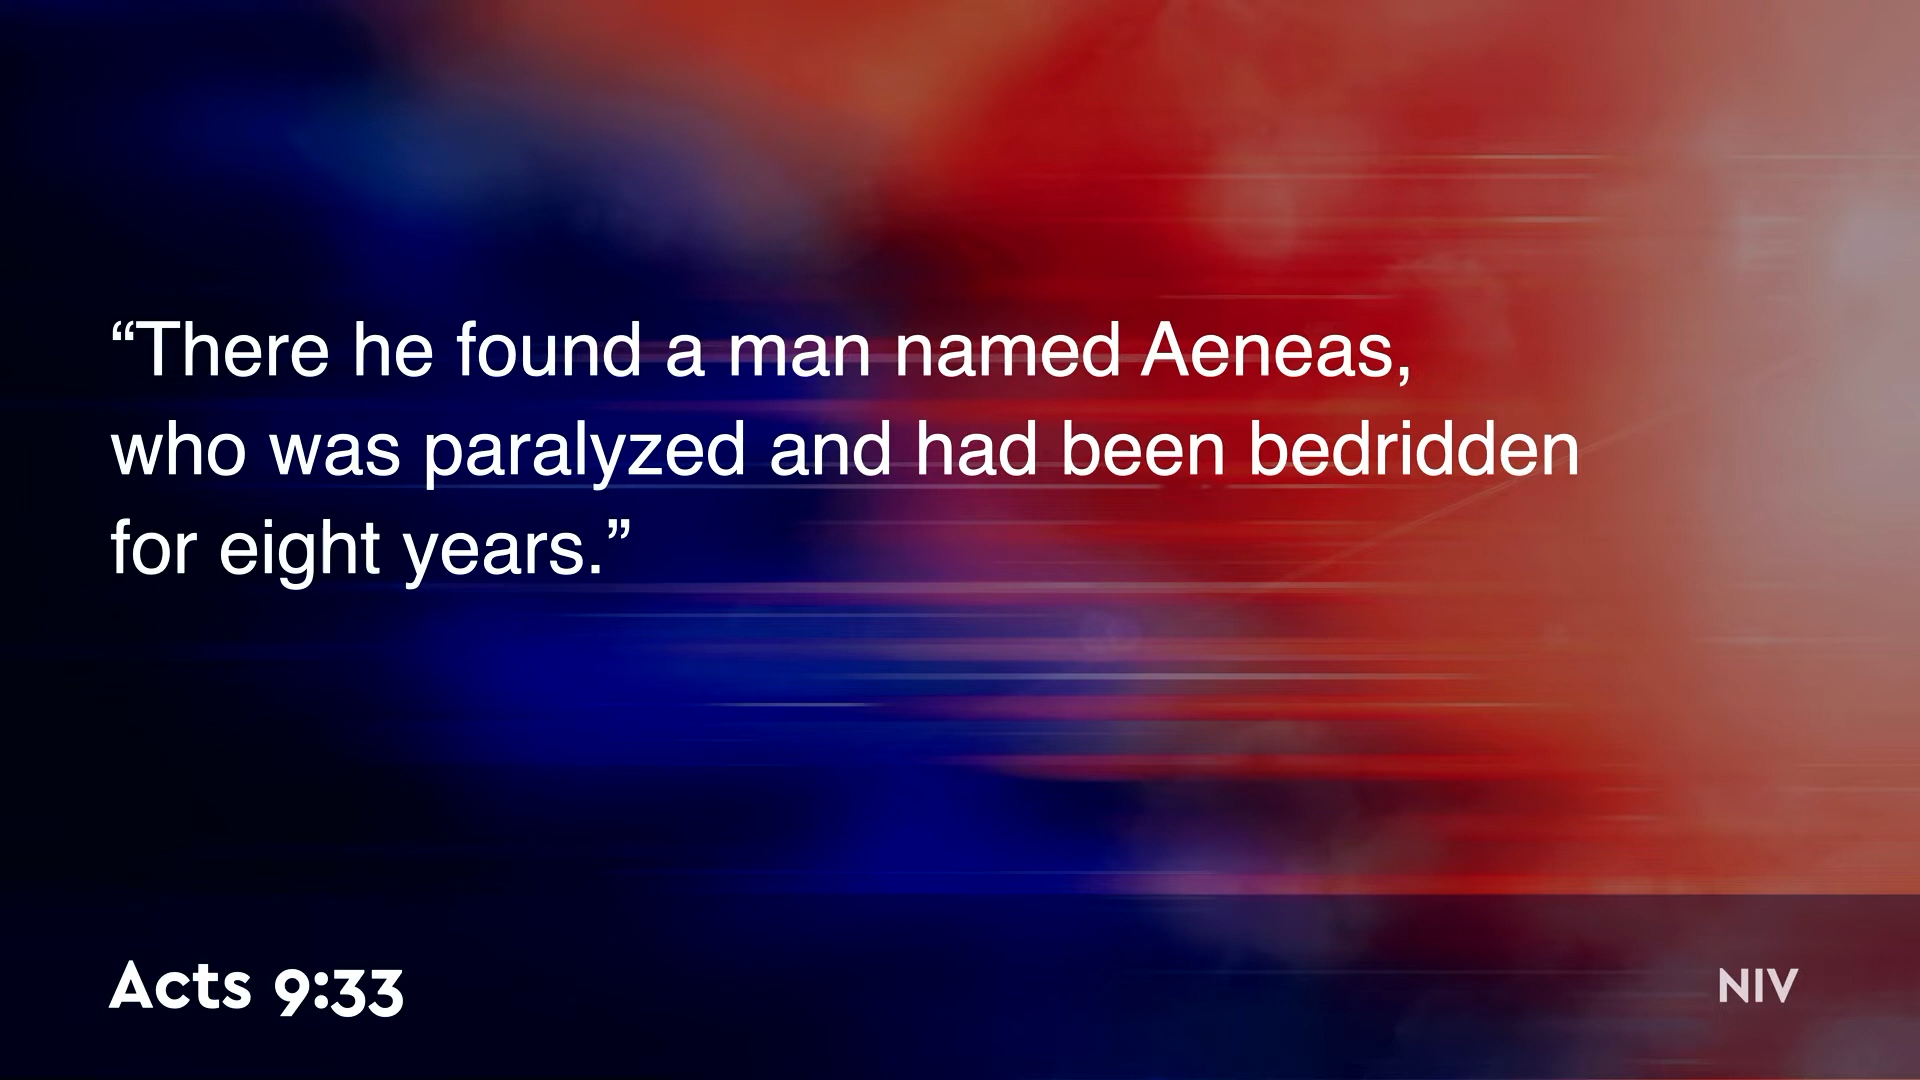 “There he found a man named Aeneas,
who was paralyzed and had been bedridden
for eight years.”
Acts 9:33
NIV